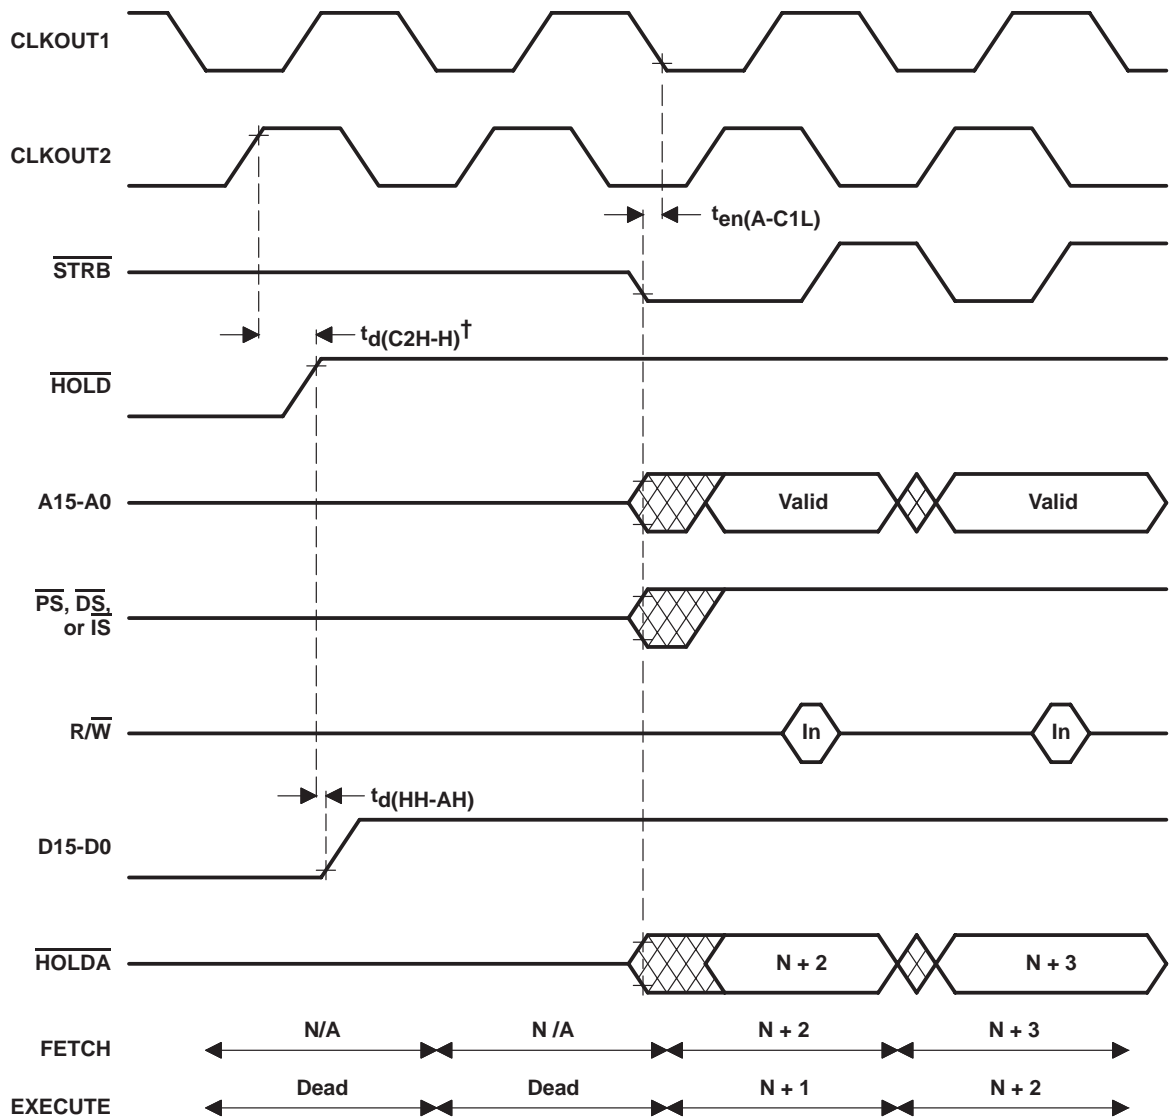 CLKOUT1
CLKOUT2
ten(A-C1L)
STRB
td(C2H-H)†
HOLD
A15-A0 Valid Valid
PS, DS,
or IS
R/W In In
td(HH-AH)
D15-D0
HOLDA N + 2 N + 3
FETCH N/A N /A N + 2 N + 3
EXECUTE Dead Dead N + 1 N + 2